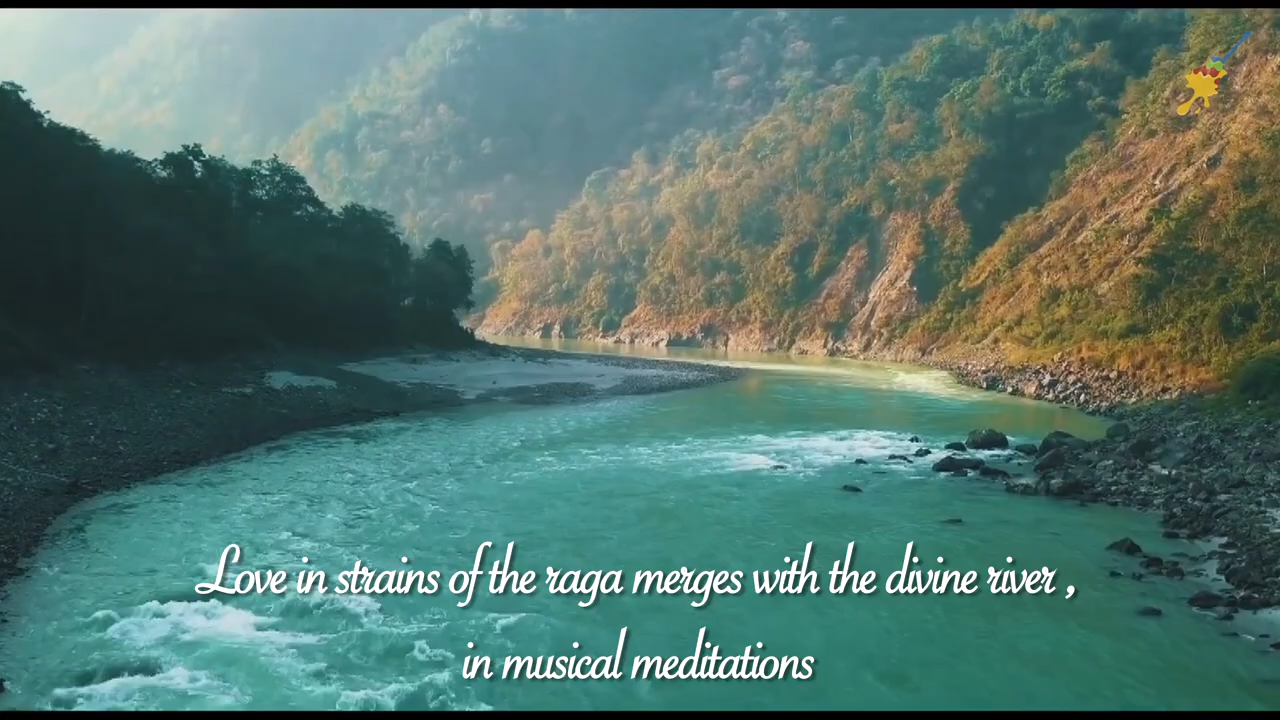 Love in strains of the raga merges with the divine river ,
in musical meditations